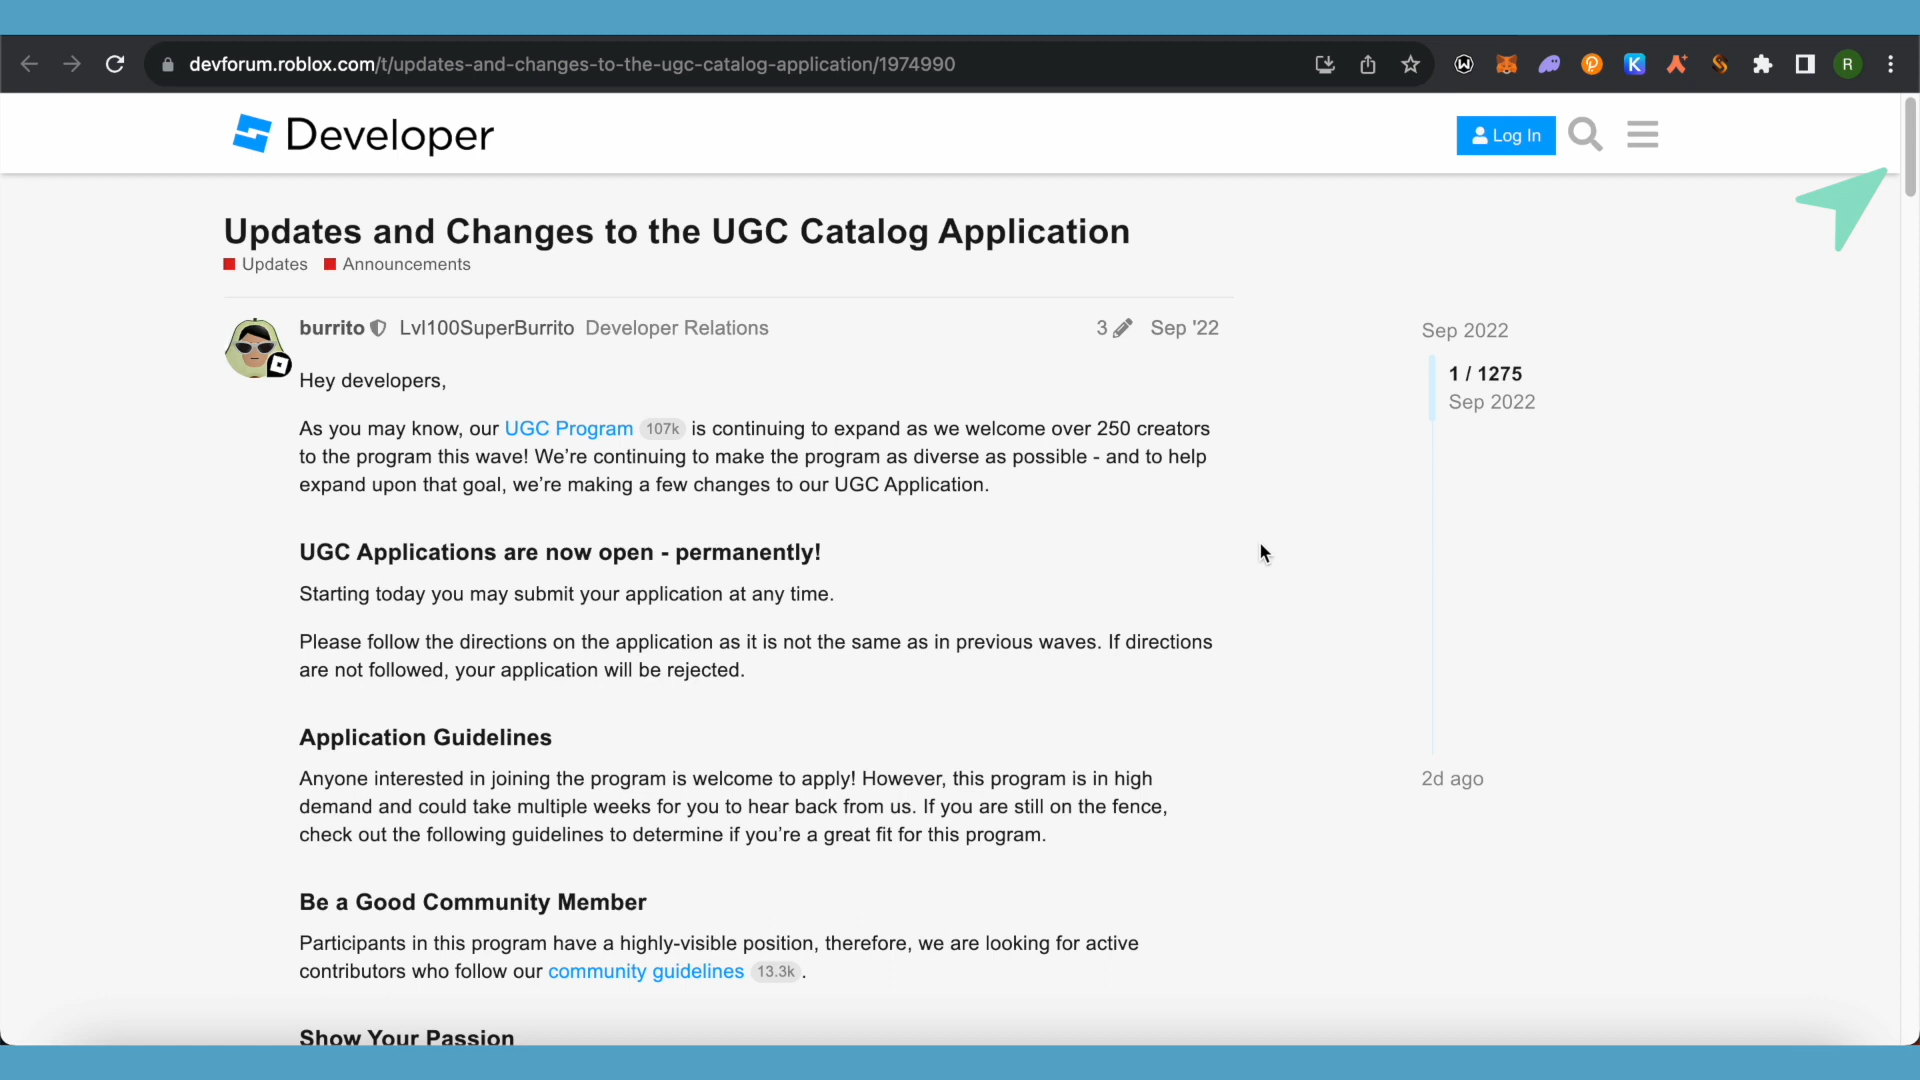 devforum.roblox.com/t/updates-and-changes-to-the-ugc-catalog-application/1974990
R
Developer
Log In
Updates and Changes to the UGC Catalog Application
Updates Announcements
burrito Lvl100SuperBurrito Developer Relations 3 Sep '22
Sep 2022
1 / 1275
Sep 2022
Hey developers,
As you may know, our UGC Program 107k is continuing to expand as we welcome over 250 creators
to the program this wave! We’re continuing to make the program as diverse as possible - and to help
expand upon that goal, we’re making a few changes to our UGC Application.
UGC Applications are now open - permanently!
Starting today you may submit your application at any time.
Please follow the directions on the application as it is not the same as in previous waves. If directions
are not followed, your application will be rejected.
Application Guidelines
Anyone interested in joining the program is welcome to apply! However, this program is in high
demand and could take multiple weeks for you to hear back from us. If you are still on the fence,
check out the following guidelines to determine if you’re a great fit for this program.
2d ago
Be a Good Community Member
Participants in this program have a highly-visible position, therefore, we are looking for active
contributors who follow our community guidelines 13.3k .
Show Your Passion